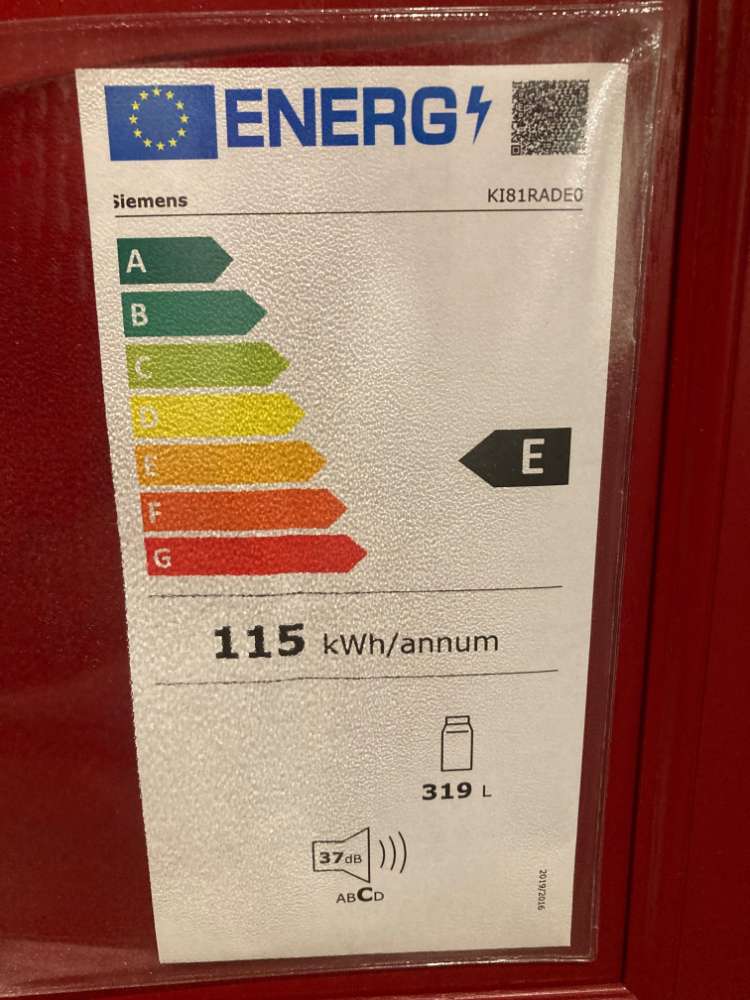 ENERG
Siemens KI81RADE0
A
B
C
D
E
E
F
G
115 kWh/annum
319 L
37dB
ABCD
2019/2016